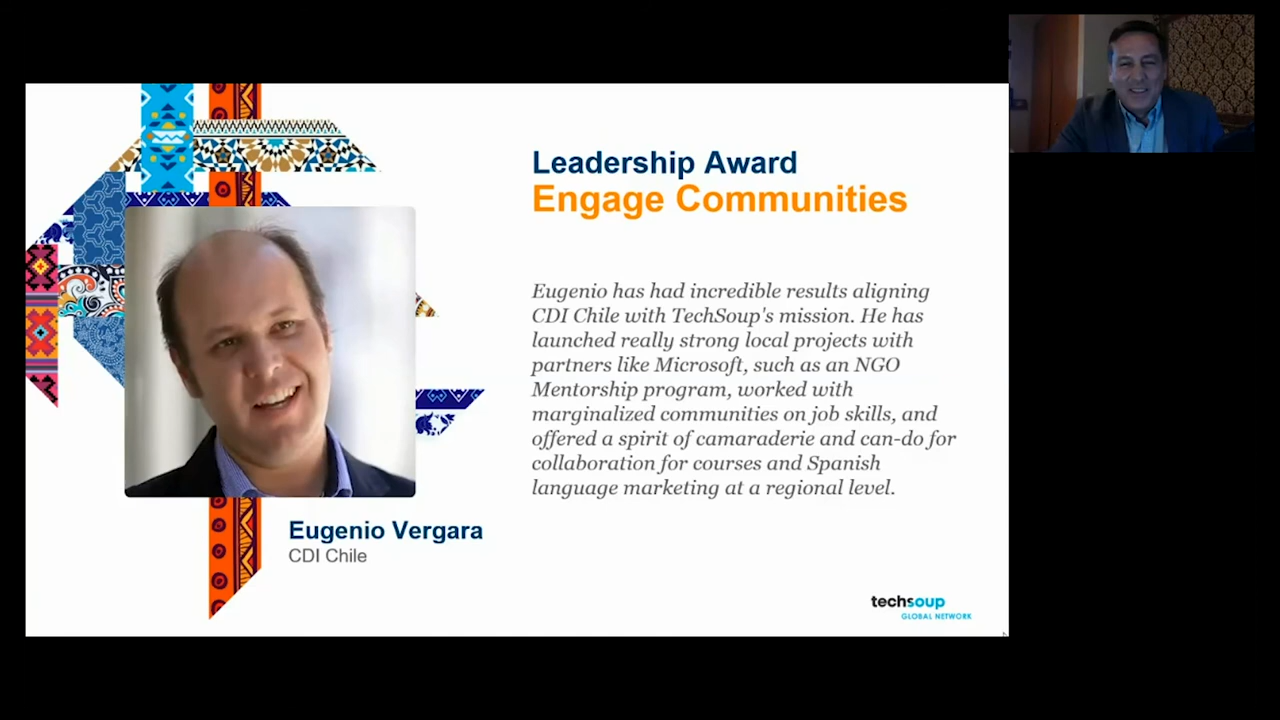 Leadership Award
Engage Communities
Eugenio has had incredible results aligning
CDI Chile with TechSoup's mission. He has
launched really strong local projects with
partners like Microsoft, such as an NGO
Mentorship program, worked with
marginalized communities on job skills, and
offered a spirit of camaraderie and can-do for
collaboration for courses and Spanish
language marketing at a regional level.
Eugenio Vergara
CDI Chile
techsoup
GLOBAL NETWORK